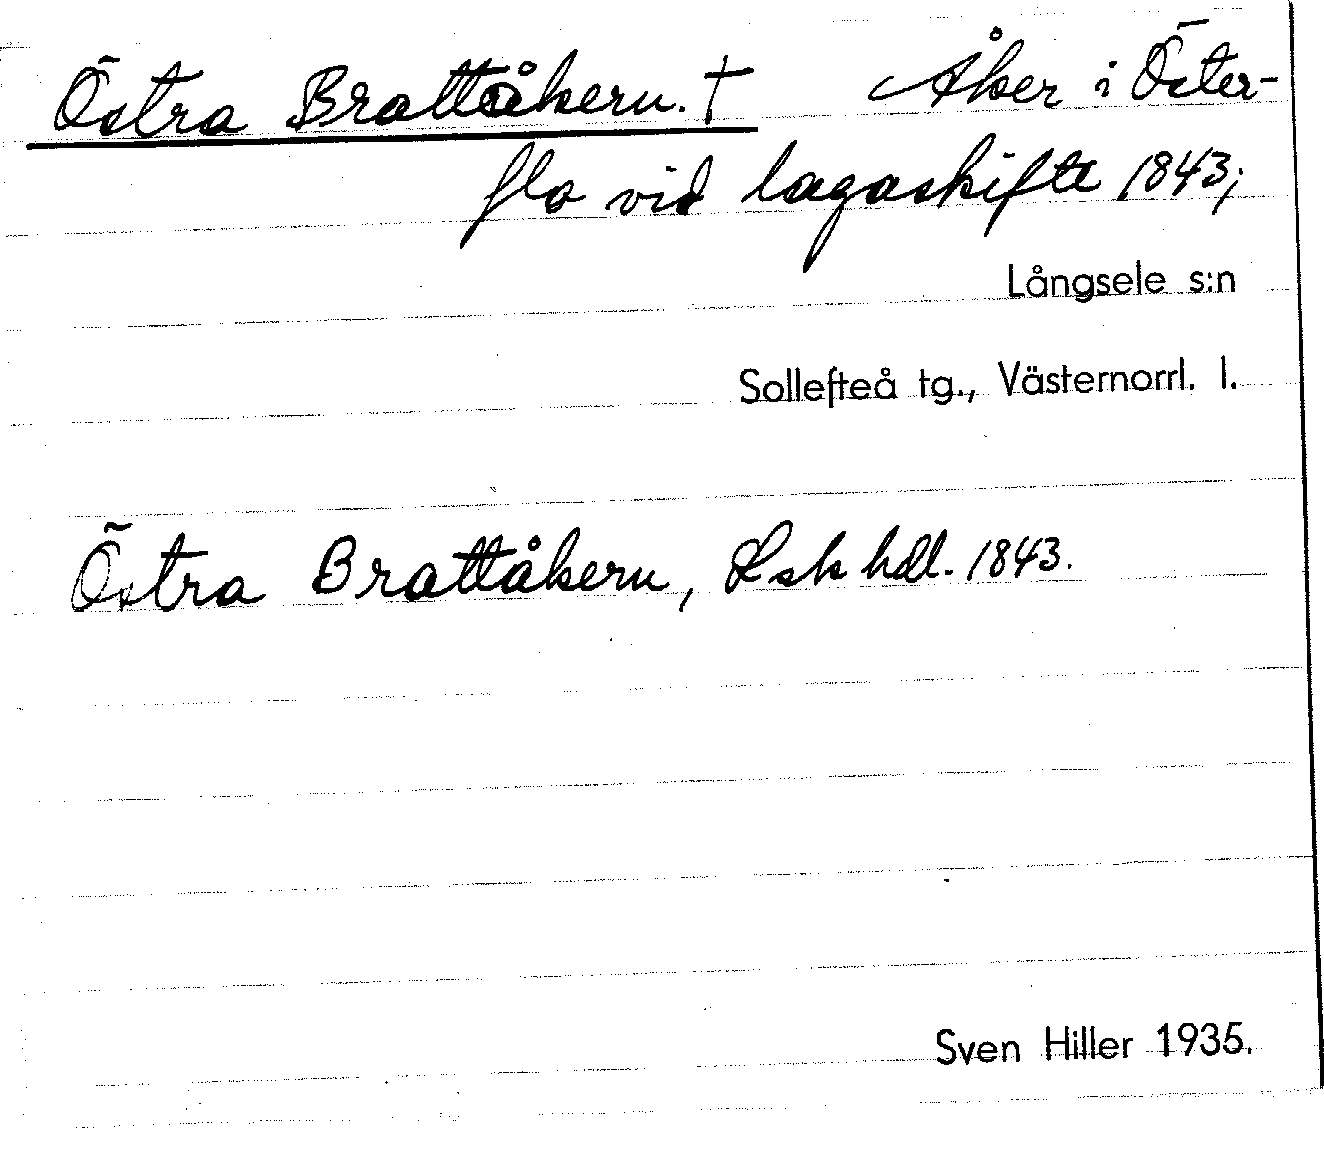 Östra Brattåkern. † Åker i Öster-
flo vid lagaskifte 1843;
Långsele s:n
Sollefteå tg., Västernorrl. l.
Östra Brattåkern, Lsk hdl. 1843.
Sven Hiller 1935.